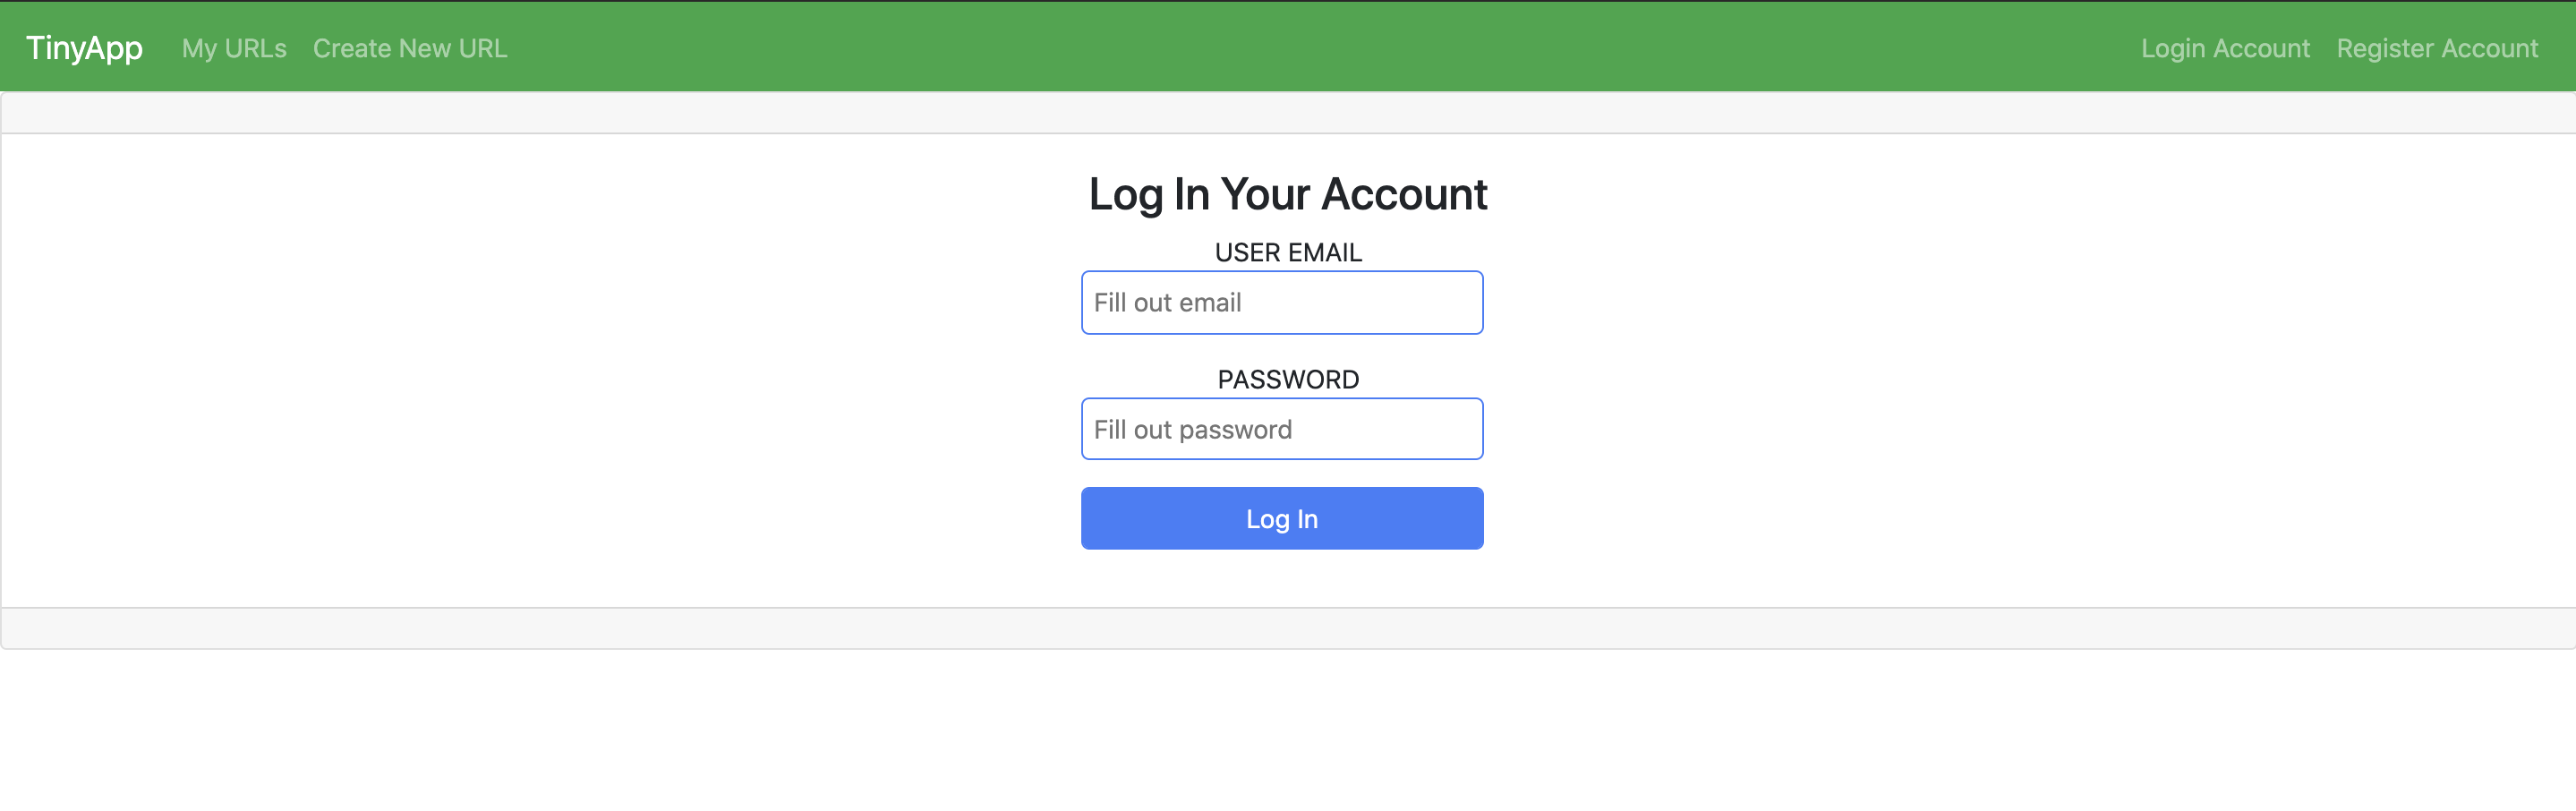 TinyApp My URLs Create New URL Login Account Register Account
Log In Your Account
USER EMAIL
Fill out email
PASSWORD
Fill out password
Log In